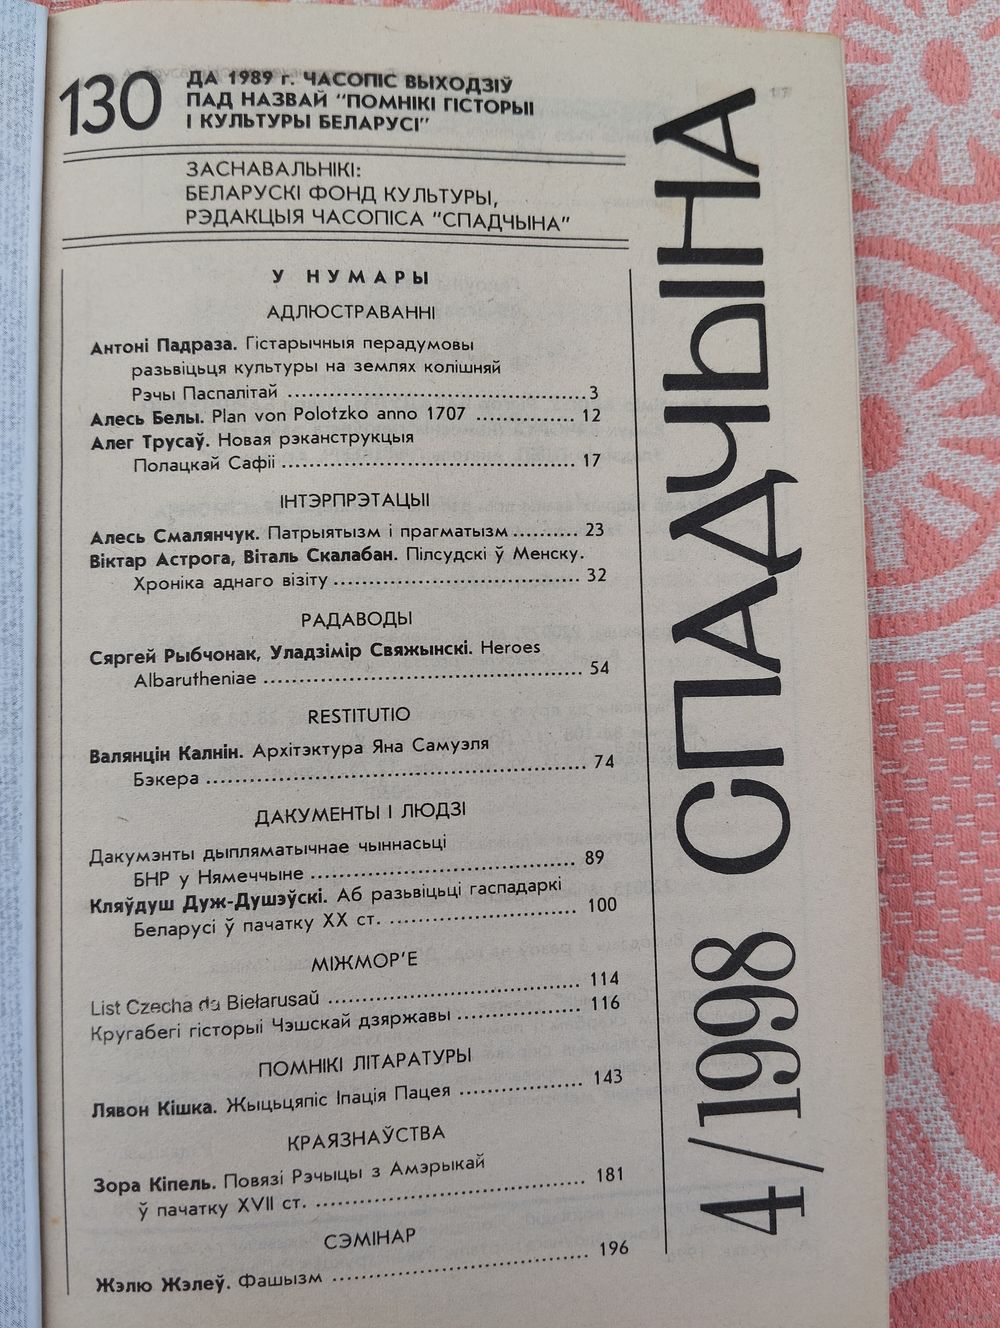 130
ДА 1989 г. ЧАСОПІС ВЫХОДЗІЎ
ПАД НАЗВАЙ "ПОМНІКІ ГІСТОРЫІ
І КУЛЬТУРЫ БЕЛАРУСІ"
ЗАСНАВАЛЬНІКІ:
БЕЛАРУСКІ ФОНД КУЛЬТУРЫ,
РЭДАКЦЫЯ ЧАСОПІСА "СПАДЧЫНА"
У НУМАРЫ
АДЛЮСТРАВАННІ
Антоні Падраза. Гістарычныя перадумовы
разьвіцьця культуры на землях колішняй
Рэчы Паспалітай ........................................ 3
Алесь Белы. Plan von Polotzko anno 1707 ............. 12
Алег Трусаў. Новая рэканструкцыя
Полацкай Сафіі ........................................ 17
ІНТЭРПРЭТАЦЫІ
Алесь Смалянчук. Патрыятызм і прагматызм .......... 23
Віктар Астрога, Віталь Скалабан. Пілсудскі ў Менску.
Хроніка аднаго візіту .................................. 32
РАДАВОДЫ
Сяргей Рыбчонак, Уладзімір Свяжынскі. Heroes
Albarutheniae .......................................... 54
RESTITUTIO
Валянцін Калнін. Архітэктура Яна Самуэля
Бэкера ................................................. 74
ДАКУМЕНТЫ І ЛЮДЗІ
Дакумэнты дыпляматычнае чыннасьці
БНР у Нямеччыне ....................................... 89
Кляўдуш Дуж-Душэўскі. Аб разьвіцьці гаспадаркі
Беларусі ў пачатку XX ст. ............................ 100
МІЖМОР'Е
List Czecha da Biełarusaŭ ............................ 114
Кругабегі гісторыі Чэшскай дзяржавы ............... 116
ПОМНІКІ ЛІТАРАТУРЫ
Лявон Кішка. Жыцьцяпіс Іпація Пацея ............... 143
КРАЯЗНАЎСТВА
Зора Кіпель. Повязі Рэчыцы з Амэрыкай
ў пачатку XVII ст. .................................... 181
СЭМІНАР
Жэлю Жэлеў. Фашызм ................................. 196
4/1998 СПАДЧЫНА